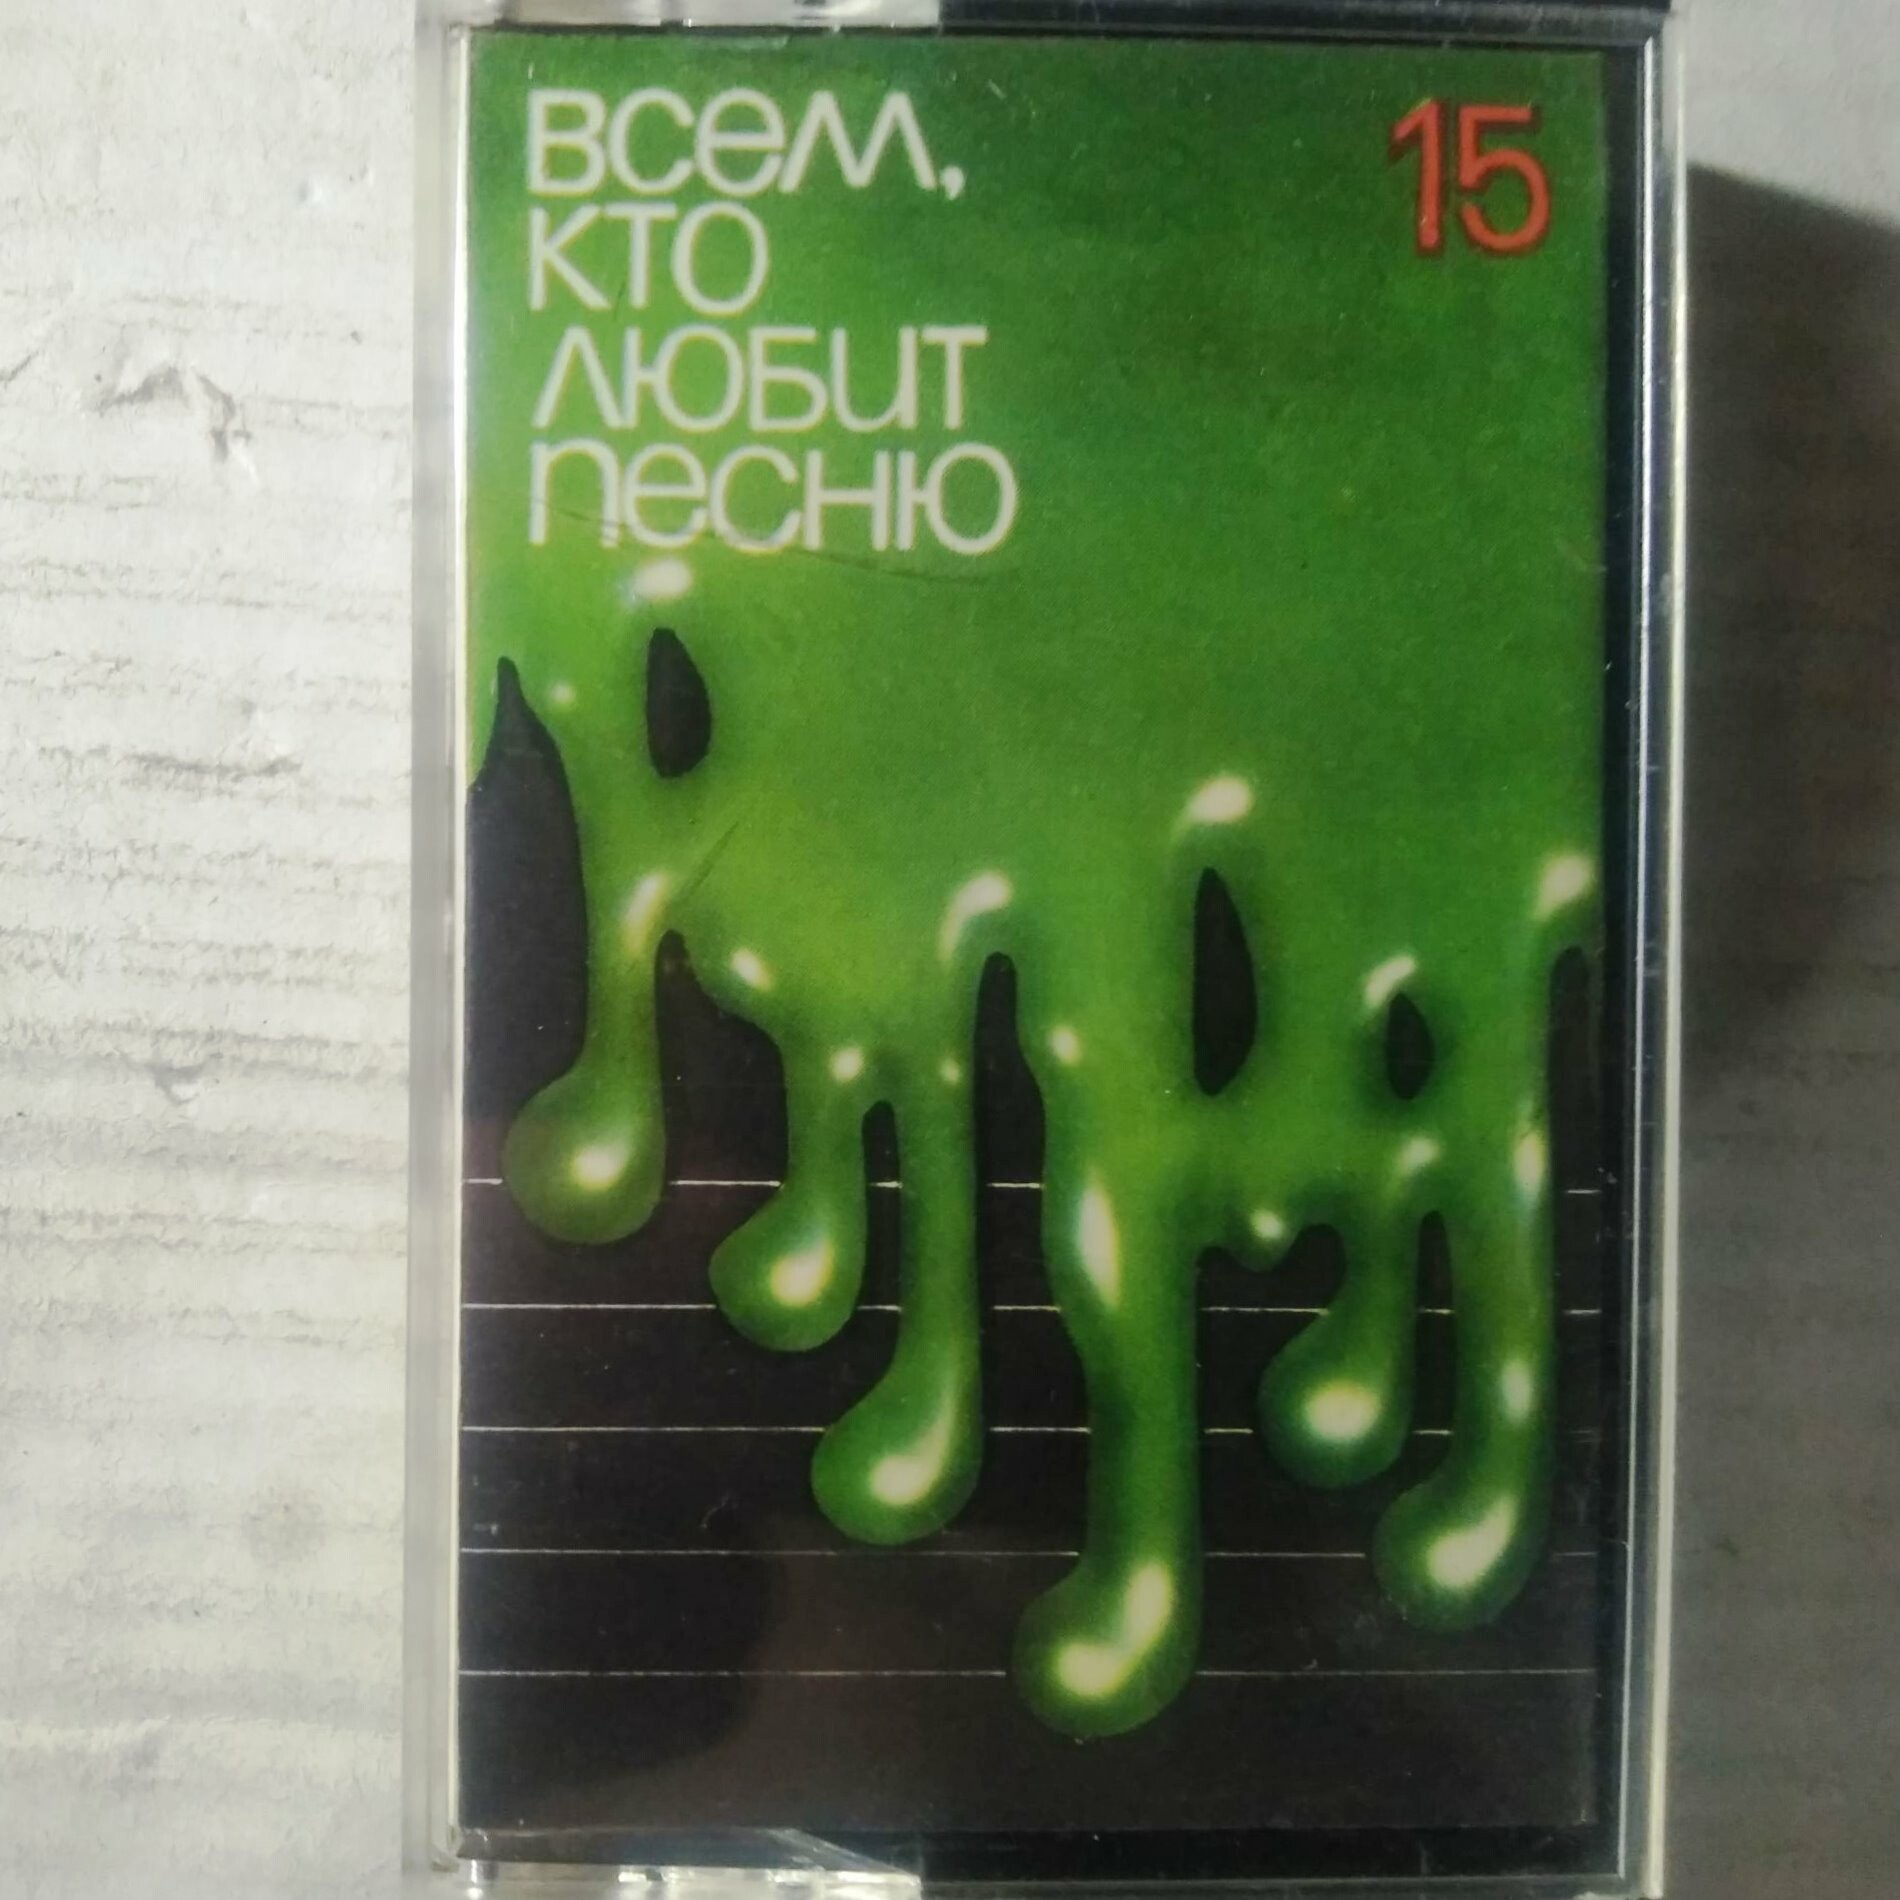 Всем,
кто
любит
песню
15